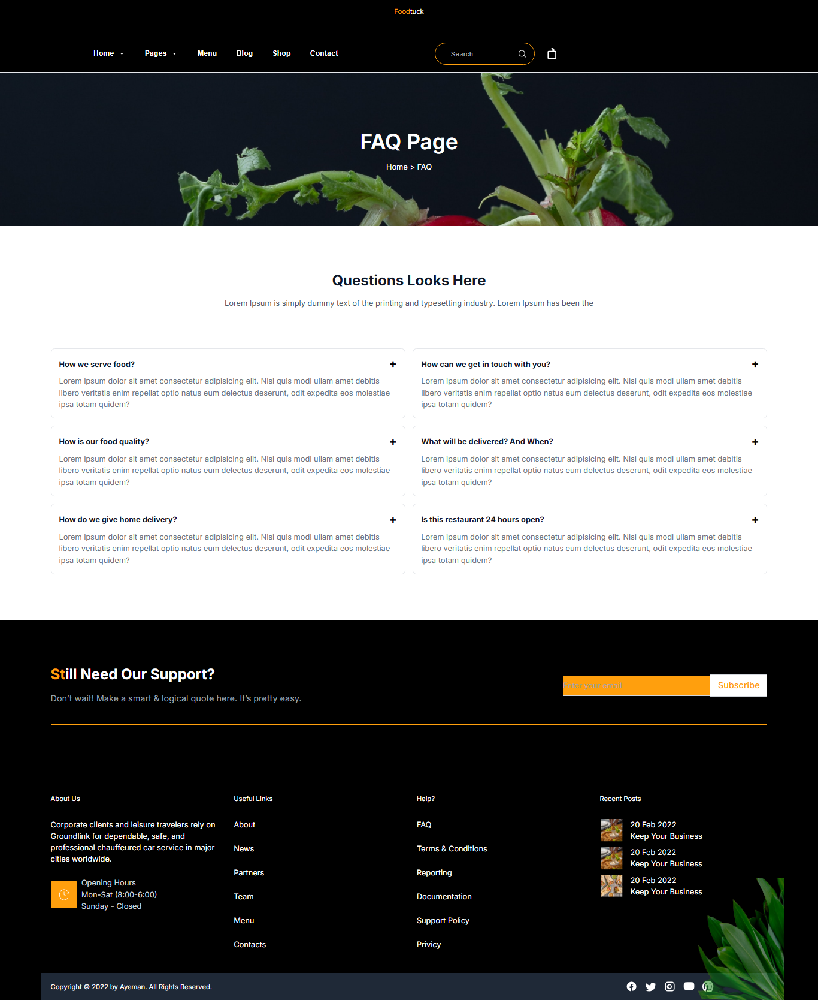 Foodtuck
Home Pages Menu Blog Shop Contact Search
FAQ Page
Home > FAQ
Questions Looks Here
Lorem Ipsum is simply dummy text of the printing and typesetting industry. Lorem Ipsum has been the
How we serve food? +
Lorem ipsum dolor sit amet consectetur adipisicing elit. Nisi quis modi ullam amet debitis
libero veritatis enim repellat optio natus eum delectus deserunt, odit expedita eos molestiae
ipsa totam quidem?
How can we get in touch with you? +
Lorem ipsum dolor sit amet consectetur adipisicing elit. Nisi quis modi ullam amet debitis
libero veritatis enim repellat optio natus eum delectus deserunt, odit expedita eos molestiae
ipsa totam quidem?
How is our food quality? +
Lorem ipsum dolor sit amet consectetur adipisicing elit. Nisi quis modi ullam amet debitis
libero veritatis enim repellat optio natus eum delectus deserunt, odit expedita eos molestiae
ipsa totam quidem?
What will be delivered? And When? +
Lorem ipsum dolor sit amet consectetur adipisicing elit. Nisi quis modi ullam amet debitis
libero veritatis enim repellat optio natus eum delectus deserunt, odit expedita eos molestiae
ipsa totam quidem?
How do we give home delivery? +
Lorem ipsum dolor sit amet consectetur adipisicing elit. Nisi quis modi ullam amet debitis
libero veritatis enim repellat optio natus eum delectus deserunt, odit expedita eos molestiae
ipsa totam quidem?
Is this restaurant 24 hours open? +
Lorem ipsum dolor sit amet consectetur adipisicing elit. Nisi quis modi ullam amet debitis
libero veritatis enim repellat optio natus eum delectus deserunt, odit expedita eos molestiae
ipsa totam quidem?
Still Need Our Support?
Don't wait! Make a smart & logical quote here. It's pretty easy.
Enter your email Subscribe
About Us
Corporate clients and leisure travelers rely on
Groundlink for dependable, safe, and
professional chauffeured car service in major
cities worldwide.
Opening Hours
Mon-Sat (8:00-6:00)
Sunday - Closed
Useful Links
About
News
Partners
Team
Menu
Contacts
Help?
FAQ
Terms & Conditions
Reporting
Documentation
Support Policy
Privicy
Recent Posts
20 Feb 2022
Keep Your Business
20 Feb 2022
Keep Your Business
20 Feb 2022
Keep Your Business
Copyright © 2022 by Ayeman. All Rights Reserved.